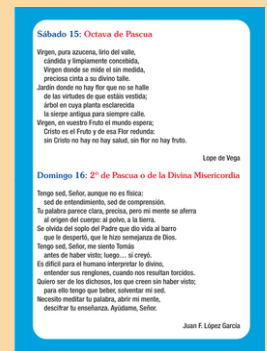 Sábado 15: Octava de Pascua
Virgen, pura azucena, lirio del valle,
cándida y limpiamente concebida,
Virgen donde se mide el sin medida,
preciosa cinta a su divino talle.
Jardín donde no hay flor que no se halle
de las virtudes de que estáis vestida;
árbol en cuya planta esclarecida
la sierpe antigua para siempre calle.
Virgen, en vuestro Fruto el mundo espera;
Cristo es el Fruto y de esa Flor redunda:
sin Cristo no hay no hay salud, sin flor no hay fruto.
Lope de Vega
Domingo 16: 2º de Pascua o de la Divina Misericordia
Tengo sed, Señor, aunque no es física:
sed de entendimiento, sed de comprensión.
Tu palabra parece clara, precisa, pero mi mente se aferra
al origen del cuerpo: al polvo, a la tierra.
Se olvida del soplo del Padre que dio vida al barro
que le despertó, que le hizo semejanza de Dios.
Tengo sed, Señor, me siento Tomás
antes de haber visto; luego… si creyó.
Es difícil para el humano interpretar lo divino,
entender sus renglones, cuando nos resultan torcidos.
Quiero ser de los dichosos, los que creen sin haber visto;
para ello tengo que beber, solventar mi sed.
Necesito meditar tu palabra, abrir mi mente,
descifrar tu enseñanza. Ayúdame, Señor.
Juan F. López García